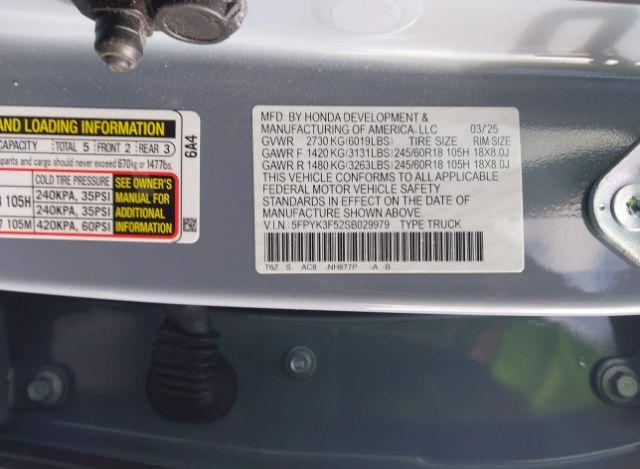 AND LOADING INFORMATION
CAPACITY TOTAL 5 FRONT 2 REAR 3
pants and cargo should never exceed 670kg or 1477lbs.
COLD TIRE PRESSURE
105H 240KPA, 35PSI
240KPA, 35PSI
7 105M 420KPA, 60PSI
SEE OWNER'S
MANUAL FOR
ADDITIONAL
INFORMATION
6A4
MFD. BY HONDA DEVELOPMENT &
MANUFACTURING OF AMERICA, LLC 03/'25
GVWR 2730 KG(6019LBS) TIRE SIZE RIM SIZE
GAWR F 1420 KG(3131LBS) 245/60R18 105H 18X8.0J
GAWR R 1480 KG(3263LBS) 245/60R18 105H 18X8.0J
THIS VEHICLE CONFORMS TO ALL APPLICABLE
FEDERAL MOTOR VEHICLE SAFETY
STANDARDS IN EFFECT ON THE DATE OF
MANUFACTURE SHOWN ABOVE.
V.I.N.: 5FPYK3F52SB029979 TYPE TRUCK
T6Z S AC8 -NH877P -A -B